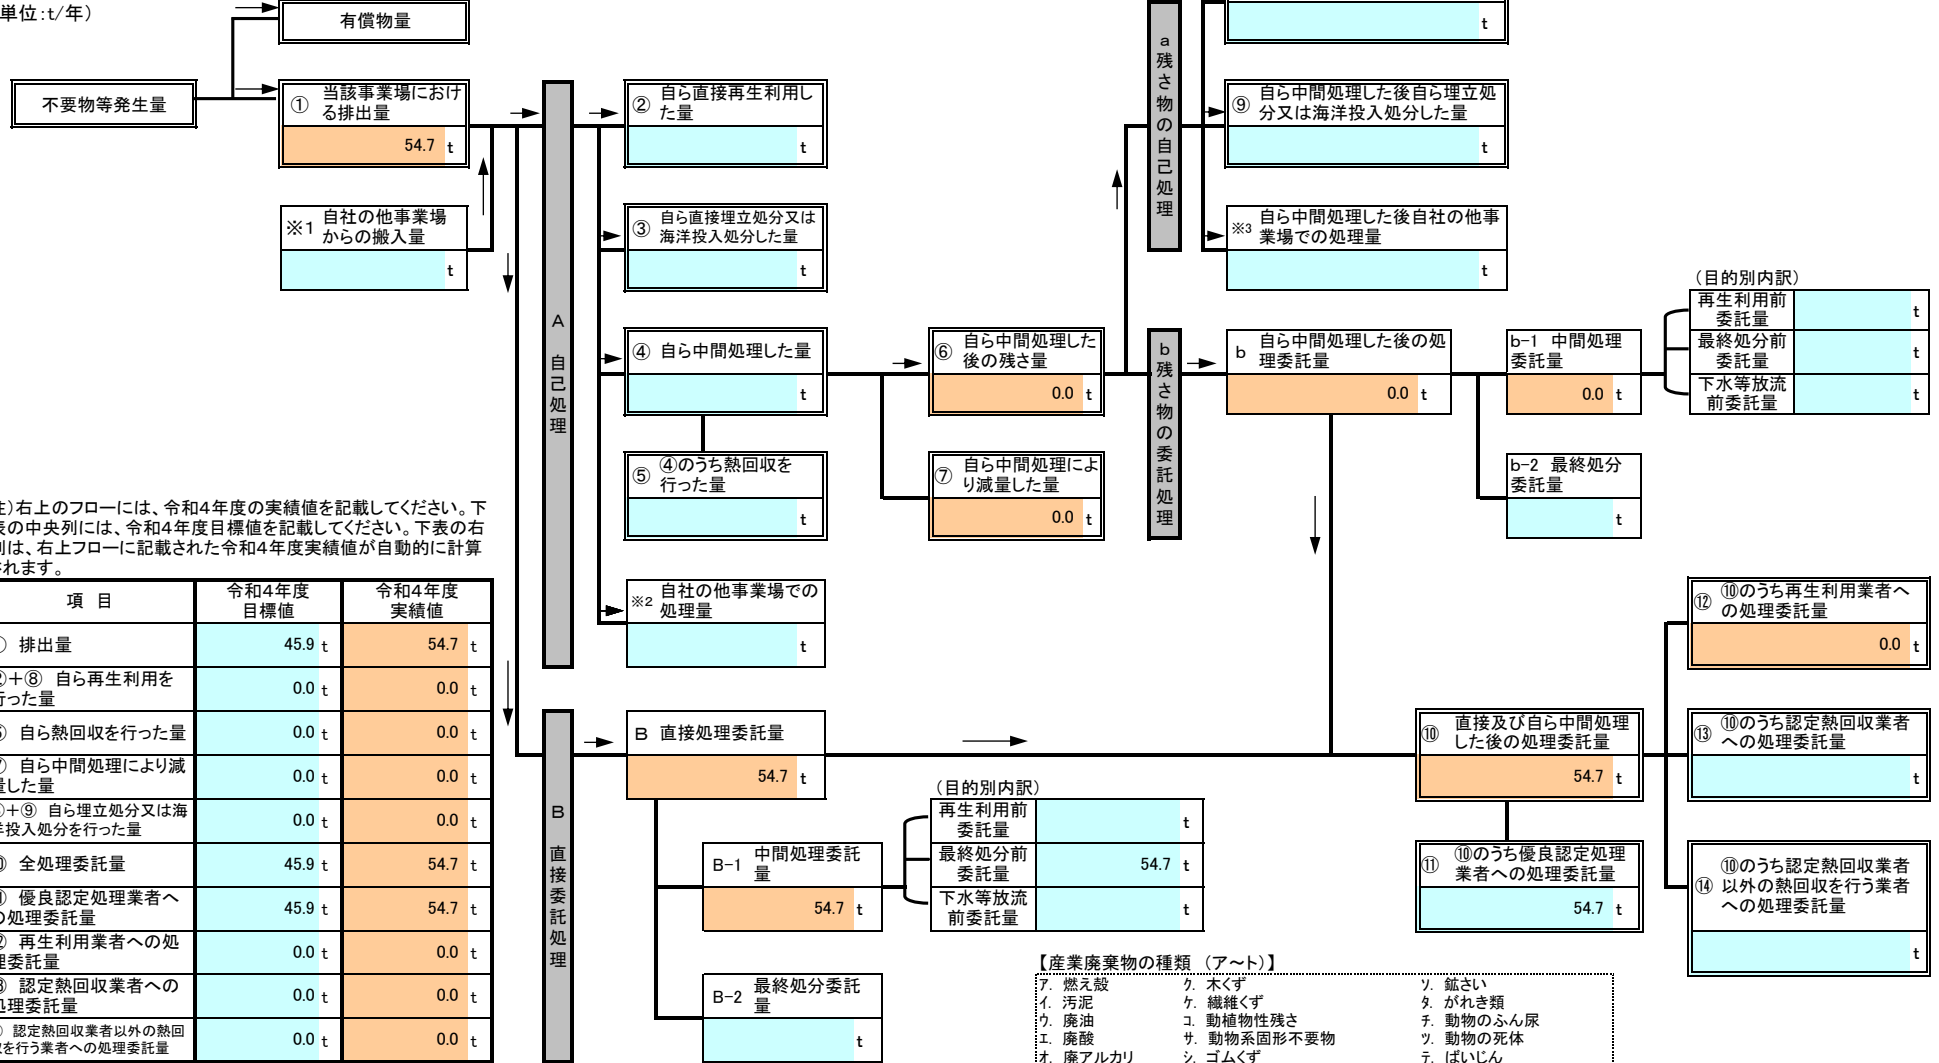 単位:t/年)
有償物量
不要物等発生量
① 当該事業場におけ
る排出量
54.7 t
※1 自社の他事業場
からの搬入量
t
A 自己処理
② 自ら直接再生利用し
た量
t
③ 自ら直接埋立処分又は
海洋投入処分した量
t
④ 自ら中間処理した量
t
⑤ ④のうち熱回収を
行った量
t
※2 自社の他事業場での
処理量
t
⑥ 自ら中間処理した
後の残さ量
0.0 t
⑦ 自ら中間処理によ
り減量した量
0.0 t
a 残さ物の自己処理
t
⑨ 自ら中間処理した後自ら埋立処
分又は海洋投入処分した量
t
※3 自ら中間処理した後自社の他事
業場での処理量
t
b 残さ物の委託処理
b 自ら中間処理した後の処
理委託量
0.0 t
b-1 中間処理
委託量
0.0 t
b-2 最終処分
委託量
t
(目的別内訳)
再生利用前
委託量
t
最終処分前
委託量
t
下水等放流
前委託量
t
注)右上のフローには、令和4年度の実績値を記載してください。下
表の中央列には、令和4年度目標値を記載してください。下表の右
列は、右上フローに記載された令和4年度実績値が自動的に計算
されます。
項 目 令和4年度
目標値 令和4年度
実績値
排出量 45.9 t 54.7 t
②+⑧ 自ら再生利用を
行った量 0.0 t 0.0 t
⑤ 自ら熱回収を行った量 0.0 t 0.0 t
⑦ 自ら中間処理により減
量した量 0.0 t 0.0 t
③+⑨ 自ら埋立処分又は海
洋投入処分を行った量 0.0 t 0.0 t
⑩ 全処理委託量 45.9 t 54.7 t
⑪ 優良認定処理業者へ
の処理委託量 45.9 t 54.7 t
⑫ 再生利用業者への処
理委託量 0.0 t 0.0 t
⑬ 認定熱回収業者への
処理委託量 0.0 t 0.0 t
認定熱回収業者以外の熱回
収を行う業者への処理委託量 0.0 t 0.0 t
B 直接委託処理
B 直接処理委託量
54.7 t
B-1 中間処理委託
量
54.7 t
B-2 最終処分委託
量
t
(目的別内訳)
再生利用前
委託量
t
最終処分前
委託量
54.7 t
下水等放流
前委託量
t
⑩ 直接及び自ら中間処理
した後の処理委託量
54.7 t
⑪ ⑩のうち優良認定処理
業者への処理委託量
54.7 t
⑫ ⑩のうち再生利用業者へ
の処理委託量
0.0 t
⑬ ⑩のうち認定熱回収業者
への処理委託量
t
⑭ ⑩のうち認定熱回収業者
以外の熱回収を行う業者
への処理委託量
t
【産業廃棄物の種類 (ア~ト)】
ア. 燃え殻 ク. 木くず ソ. 鉱さい
イ. 汚泥 ケ. 繊維くず タ. がれき類
ウ. 廃油 コ. 動植物性残さ チ. 動物のふん尿
エ. 廃酸 サ. 動物系固形不要物 ツ. 動物の死体
オ. 廃アルカリ シ. ゴムくず テ. ばいじん